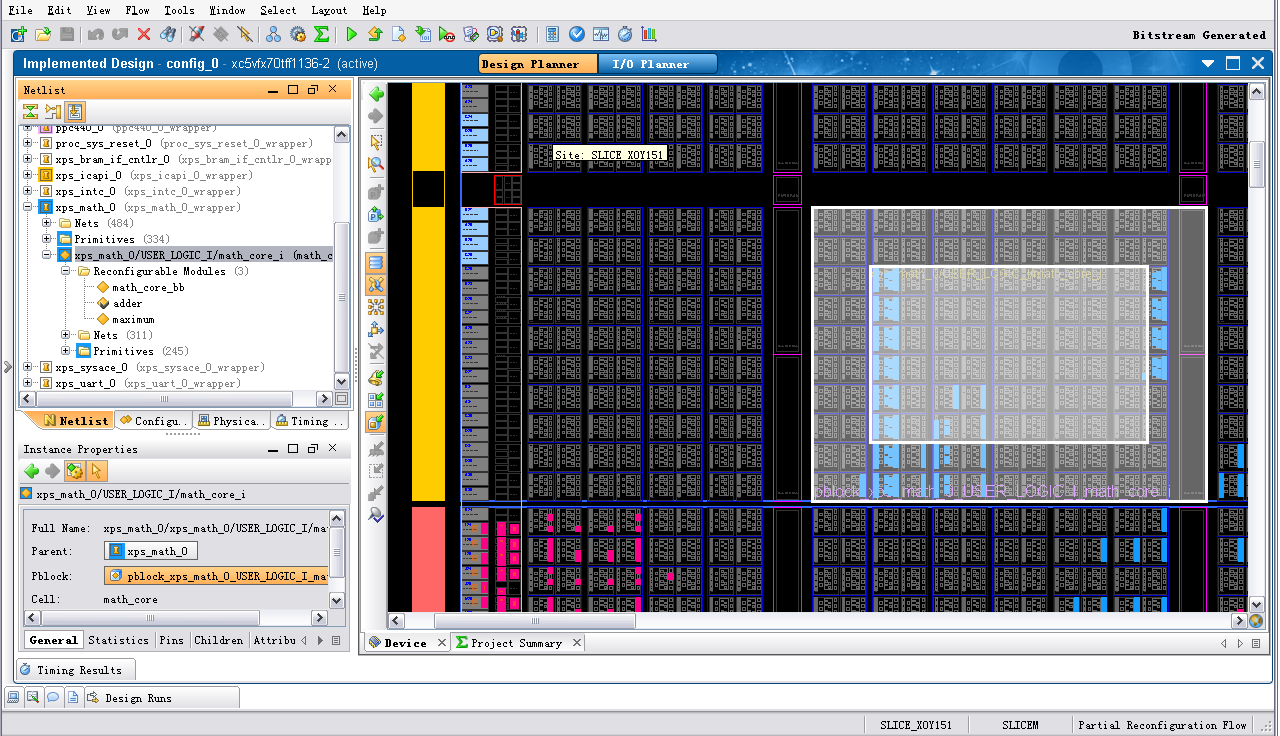 File Edit View Flow Tools Window Select Layout Help
Bitstream Generated
Implemented Design - config_0 - xc5vfx70tff1136-2 (active)
Design Planner
I/O Planner
Netlist
ppc440_0 (ppc440_0_wrapper)
proc_sys_reset_0 (proc_sys_reset_0_wrapper)
xps_bram_if_cntlr_0 (xps_bram_if_cntlr_0_wrapp
xps_icapi_0 (xps_icapi_0_wrapper)
xps_intc_0 (xps_intc_0_wrapper)
xps_math_0 (xps_math_0_wrapper)
Nets (484)
Primitives (334)
xps_math_0/USER_LOGIC_I/math_core_i (math_c
Reconfigurable Modules (3)
math_core_bb
adder
maximum
Nets (311)
Primitives (245)
xps_sysace_0 (xps_sysace_0_wrapper)
xps_uart_0 (xps_uart_0_wrapper)
Netlist
Configu..
Physica..
Timing ..
Instance Properties
xps_math_0/USER_LOGIC_I/math_core_i
Full Name: xps_math_0/xps_math_0/USER_LOGIC_I/ma
Parent: xps_math_0
Pblock: pblock_xps_math_0_USER_LOGIC_I_ma
Cell: math_core
General Statistics Pins Children Attribu
Site: SLICE_X0Y151
pblock_xps_math_0_USER_LOGIC_I_math_core_i
Device
Project Summary
Timing Results
Design Runs
SLICE_X0Y151
SLICEM
Partial Reconfiguration Flow